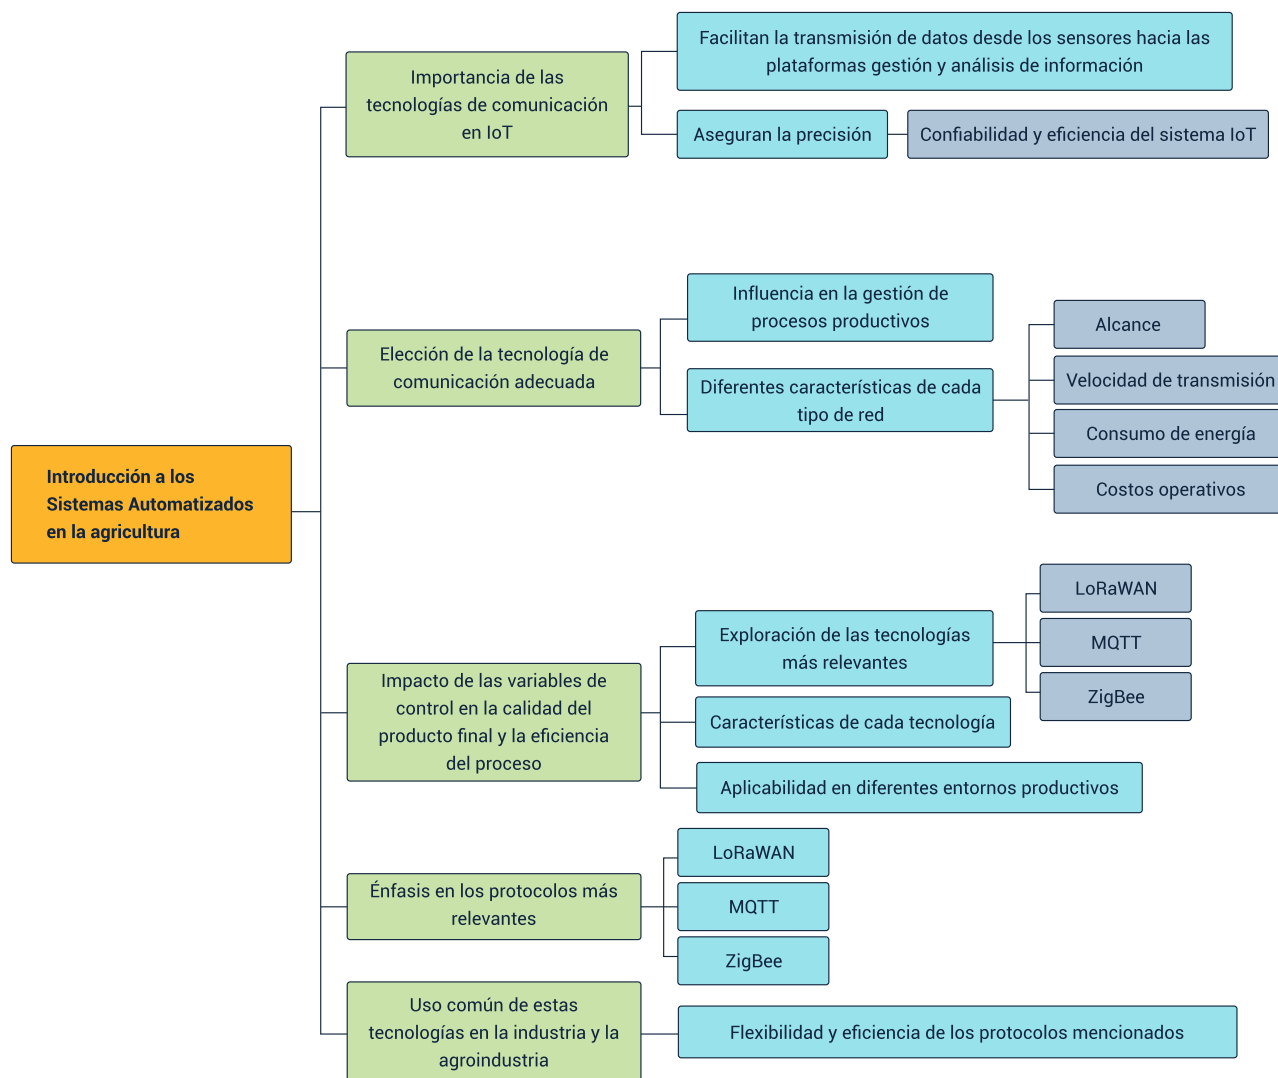 Introducción a los
Sistemas Automatizados
en la agricultura
Importancia de las
tecnologías de comunicación
en IoT
Facilitan la transmisión de datos desde los sensores hacia las
plataformas gestión y análisis de información
Aseguran la precisión
Confiabilidad y eficiencia del sistema IoT
Elección de la tecnología de
comunicación adecuada
Influencia en la gestión de
procesos productivos
Diferentes características de cada
tipo de red
Alcance
Velocidad de transmisión
Consumo de energía
Costos operativos
Impacto de las variables de
control en la calidad del
producto final y la eficiencia
del proceso
Exploración de las tecnologías
más relevantes
LoRaWAN
MQTT
ZigBee
Características de cada tecnología
Aplicabilidad en diferentes entornos productivos
Énfasis en los protocolos más
relevantes
LoRaWAN
MQTT
ZigBee
Uso común de estas
tecnologías en la industria y la
agroindustria
Flexibilidad y eficiencia de los protocolos mencionados